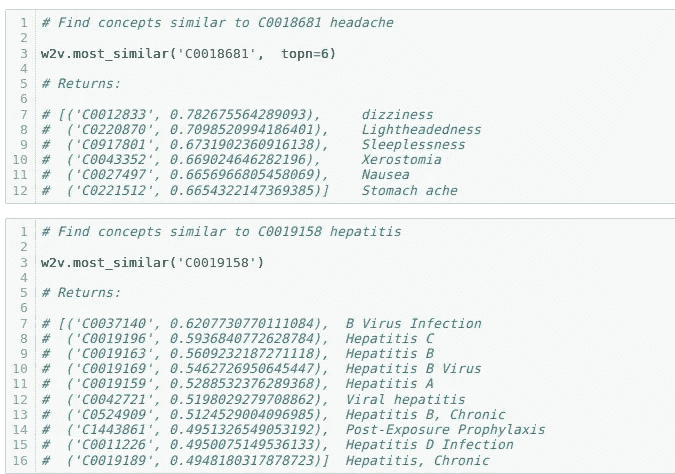 1 # Find concepts similar to C0018681 headache
2
3 w2v.most_similar('C0018681',  topn=6)
4
5 # Returns:
6
7 # [('C0012833', 0.782675564289093),     dizziness
8 #  ('C0220870', 0.7098520994186401),    Lightheadedness
9 #  ('C0917801', 0.6731902360916138),    Sleeplessness
10 #  ('C0043352', 0.669024646282196),     Xerostomia
11 #  ('C0027497', 0.6656966805458069),    Nausea
12 #  ('C0221512', 0.6654322147369385)]    Stomach ache
1 # Find concepts similar to C0019158 hepatitis
2
3 w2v.most_similar('C0019158')
4
5 # Returns:
6
7 # [('C0037140', 0.6207730770111084),  B Virus Infection
8 #  ('C0019196', 0.5936840772628784),  Hepatitis C
9 #  ('C0019163', 0.5609232187271118),  Hepatitis B
10 #  ('C0019169', 0.5462726950645447),  Hepatitis B Virus
11 #  ('C0019159', 0.5288532376289368),  Hepatitis A
12 #  ('C0042721', 0.5198029279708862),  Viral hepatitis
13 #  ('C0524909', 0.5124529004096985),  Hepatitis B, Chronic
14 #  ('C1443861', 0.4951326549053192),  Post-Exposure Prophylaxis
15 #  ('C0011226', 0.4950075149536133),  Hepatitis D Infection
16 #  ('C0019189', 0.4948180317878723)]  Hepatitis, Chronic